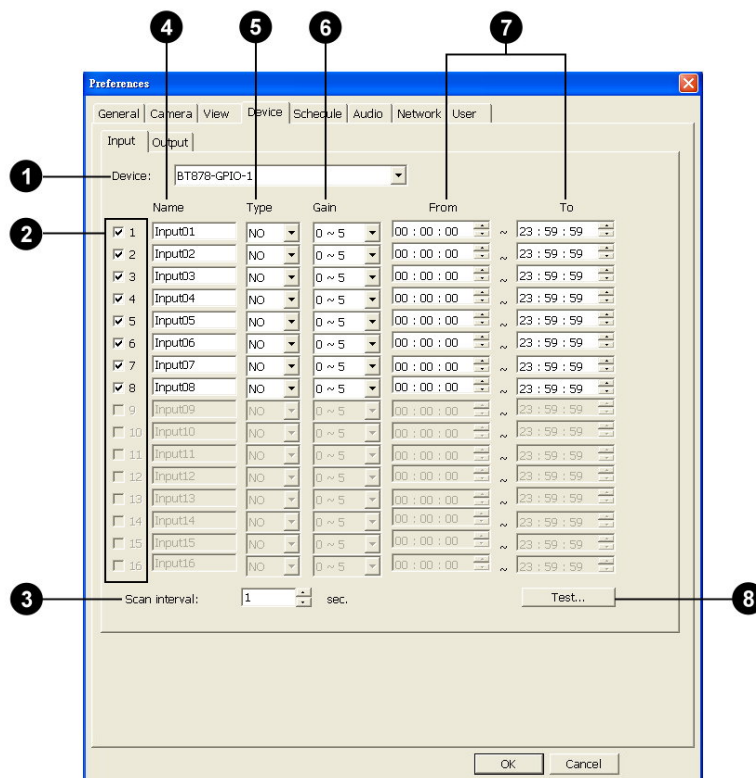 4 5 6 7
Preferences
General Camera View Device Schedule Audio Network User
Input Output
1 Device: BT878-GPIO-1
Name Type Gain From To
2
1 Input01 NO 0 ~ 5 00 : 00 : 00 ~ 23 : 59 : 59
2 Input02 NO 0 ~ 5 00 : 00 : 00 ~ 23 : 59 : 59
3 Input03 NO 0 ~ 5 00 : 00 : 00 ~ 23 : 59 : 59
4 Input04 NO 0 ~ 5 00 : 00 : 00 ~ 23 : 59 : 59
5 Input05 NO 0 ~ 5 00 : 00 : 00 ~ 23 : 59 : 59
6 Input06 NO 0 ~ 5 00 : 00 : 00 ~ 23 : 59 : 59
7 Input07 NO 0 ~ 5 00 : 00 : 00 ~ 23 : 59 : 59
8 Input08 NO 0 ~ 5 00 : 00 : 00 ~ 23 : 59 : 59
9 Input09 NO 0 ~ 5 00 : 00 : 00 ~ 23 : 59 : 59
10 Input10 NO 0 ~ 5 00 : 00 : 00 ~ 23 : 59 : 59
11 Input11 NO 0 ~ 5 00 : 00 : 00 ~ 23 : 59 : 59
12 Input12 NO 0 ~ 5 00 : 00 : 00 ~ 23 : 59 : 59
13 Input13 NO 0 ~ 5 00 : 00 : 00 ~ 23 : 59 : 59
14 Input14 NO 0 ~ 5 00 : 00 : 00 ~ 23 : 59 : 59
15 Input15 NO 0 ~ 5 00 : 00 : 00 ~ 23 : 59 : 59
16 Input16 NO 0 ~ 5 00 : 00 : 00 ~ 23 : 59 : 59
3 Scan interval: 1 sec. Test... 8
OK Cancel